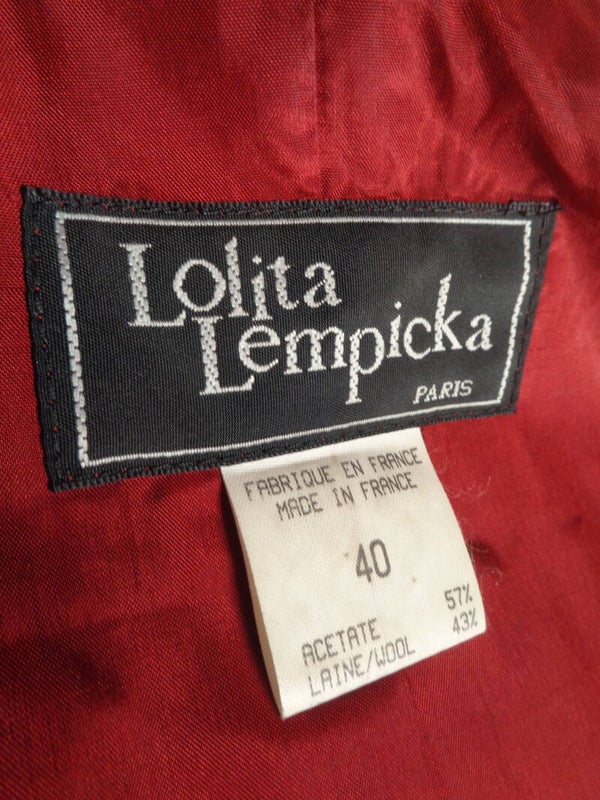 Lolita
Lempicka
PARIS
FABRIQUE EN FRANCE
MADE IN FRANCE
40
ACETATE 57%
LAINE/WOOL 43%